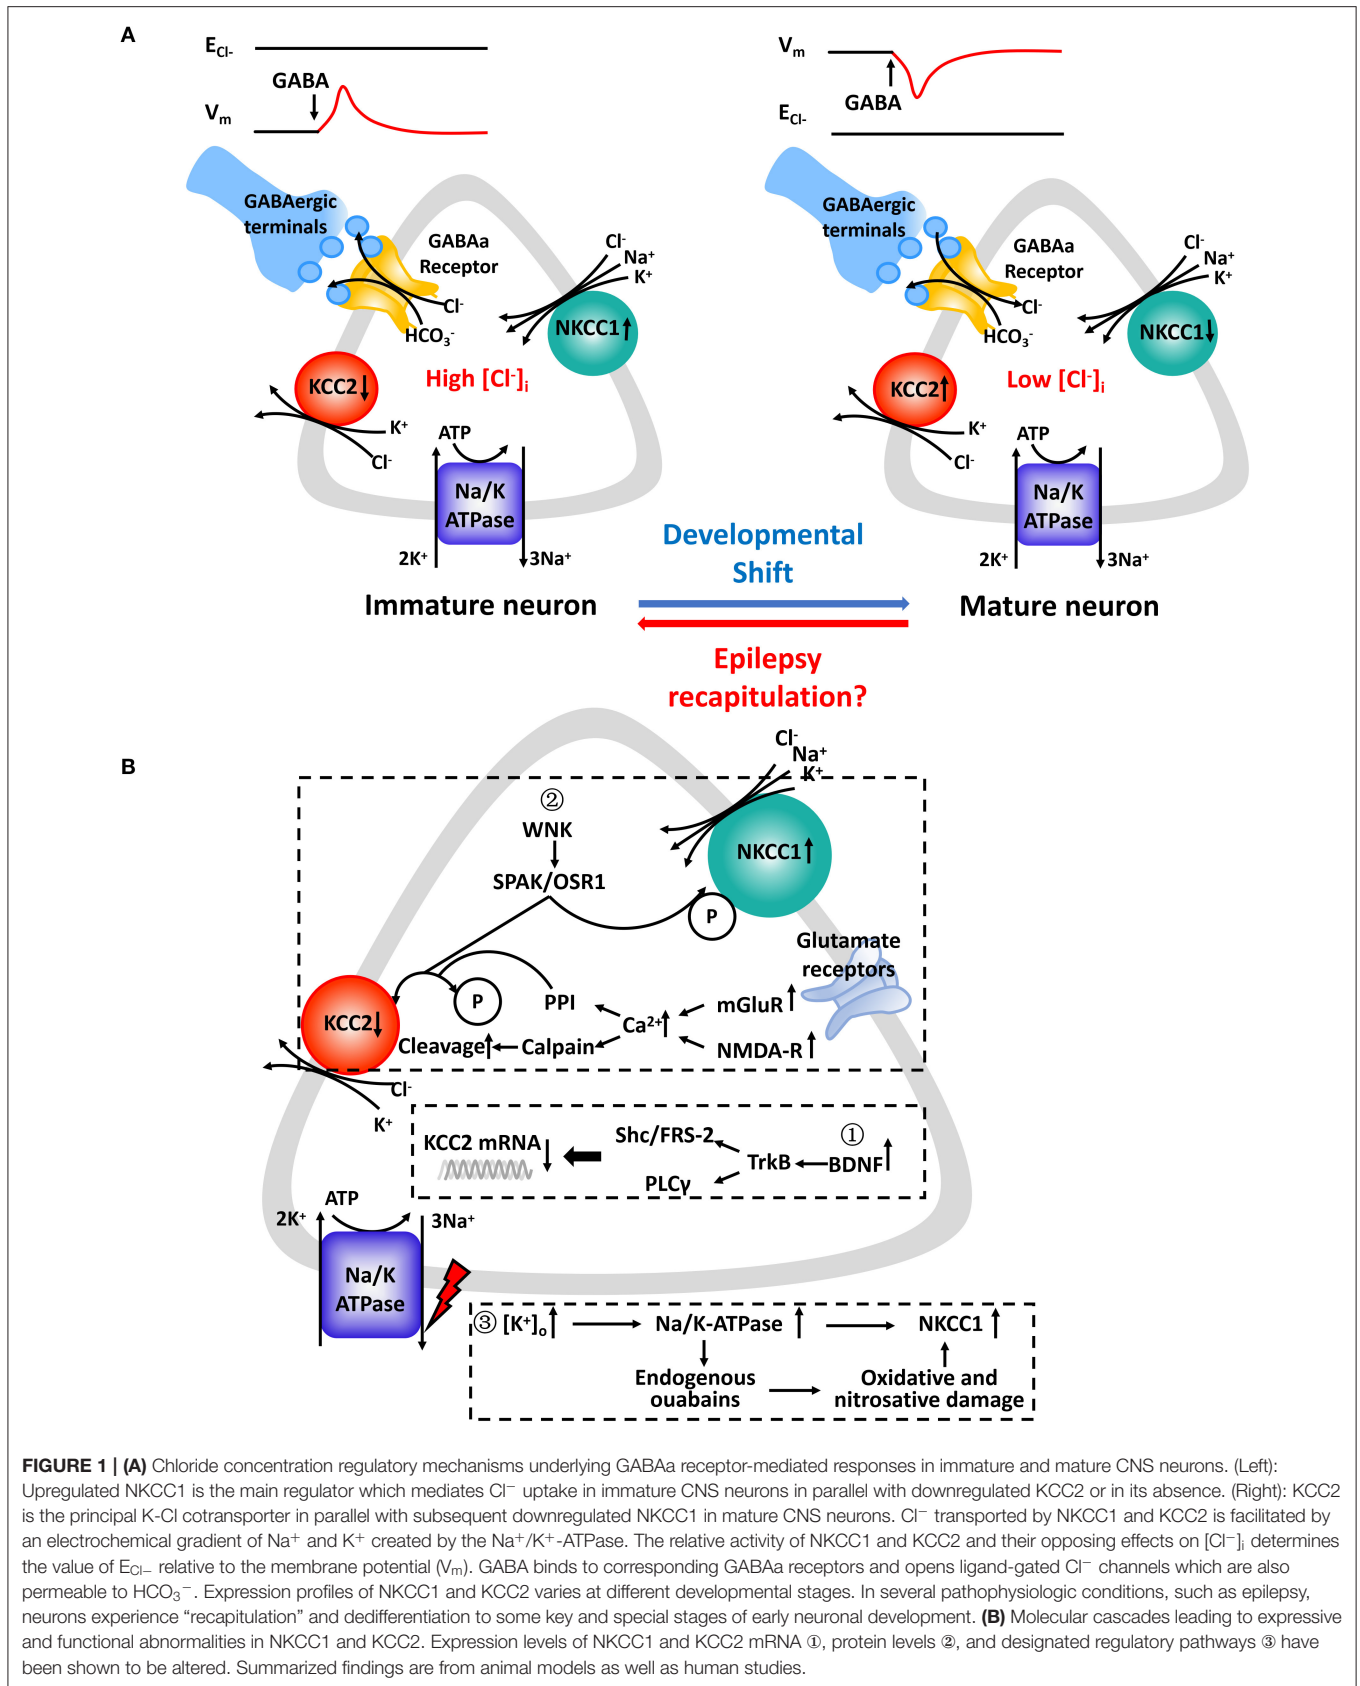 A
E_Cl-
GABA
V_m
GABAergic
terminals
GABAa
Receptor
Cl⁻
Na⁺
K⁺
Cl⁻
HCO₃⁻
NKCC1
KCC2
High [Cl⁻]ᵢ
K⁺
Cl⁻
ATP
Na/K
ATPase
2K⁺
3Na⁺
Immature neuron
V_m
GABA
E_Cl-
GABAergic
terminals
GABAa
Receptor
Cl⁻
Na⁺
K⁺
Cl⁻
HCO₃⁻
NKCC1
KCC2
Low [Cl⁻]ᵢ
K⁺
Cl⁻
ATP
Na/K
ATPase
2K⁺
3Na⁺
Mature neuron
Developmental
Shift
Epilepsy
recapitulation?
B
Cl⁻
Na⁺
K⁺
②
WNK
SPAK/OSR1
NKCC1
P
Glutamate
receptors
KCC2
P
PPI
mGluR
Ca²⁺
Cleavage
Calpain
NMDA-R
Cl⁻
K⁺
KCC2 mRNA
Shc/FRS-2
①
TrkB
BDNF
PLCγ
ATP
2K⁺
3Na⁺
Na/K
ATPase
③ [K⁺]ₒ
Na/K-ATPase
NKCC1
Endogenous
ouabains
Oxidative and
nitrosative damage
FIGURE 1 | (A) Chloride concentration regulatory mechanisms underlying GABAa receptor-mediated responses in immature and mature CNS neurons. (Left):
Upregulated NKCC1 is the main regulator which mediates Cl⁻ uptake in immature CNS neurons in parallel with downregulated KCC2 or in its absence. (Right): KCC2
is the principal K-Cl cotransporter in parallel with subsequent downregulated NKCC1 in mature CNS neurons. Cl⁻ transported by NKCC1 and KCC2 is facilitated by
an electrochemical gradient of Na⁺ and K⁺ created by the Na⁺/K⁺-ATPase. The relative activity of NKCC1 and KCC2 and their opposing effects on [Cl⁻]ᵢ determines
the value of E_Cl− relative to the membrane potential (V_m). GABA binds to corresponding GABAa receptors and opens ligand-gated Cl⁻ channels which are also
permeable to HCO₃⁻. Expression profiles of NKCC1 and KCC2 varies at different developmental stages. In several pathophysiologic conditions, such as epilepsy,
neurons experience “recapitulation” and dedifferentiation to some key and special stages of early neuronal development. (B) Molecular cascades leading to expressive
and functional abnormalities in NKCC1 and KCC2. Expression levels of NKCC1 and KCC2 mRNA ①, protein levels ②, and designated regulatory pathways ③ have
been shown to be altered. Summarized findings are from animal models as well as human studies.